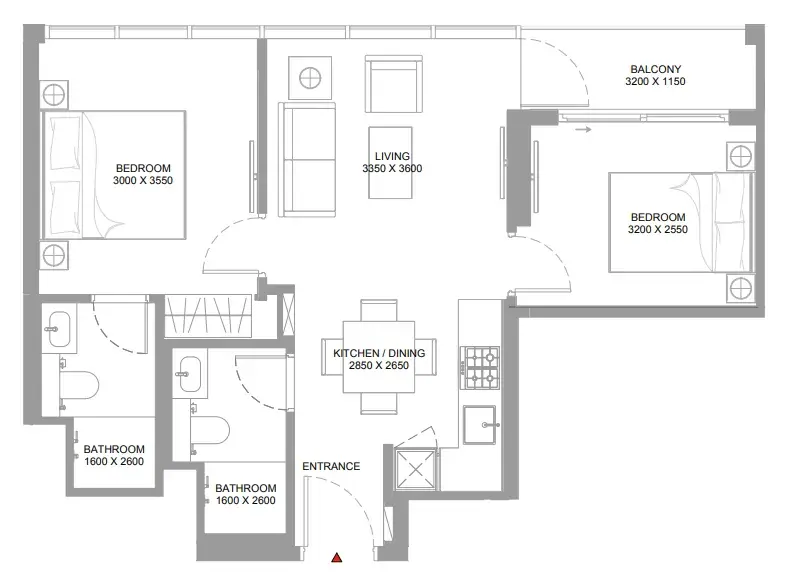 BALCONY
3200 X 1150
LIVING
3350 X 3600
BEDROOM
3000 X 3550
BEDROOM
3200 X 2550
KITCHEN / DINING
2850 X 2650
BATHROOM
1600 X 2600
ENTRANCE
BATHROOM
1600 X 2600